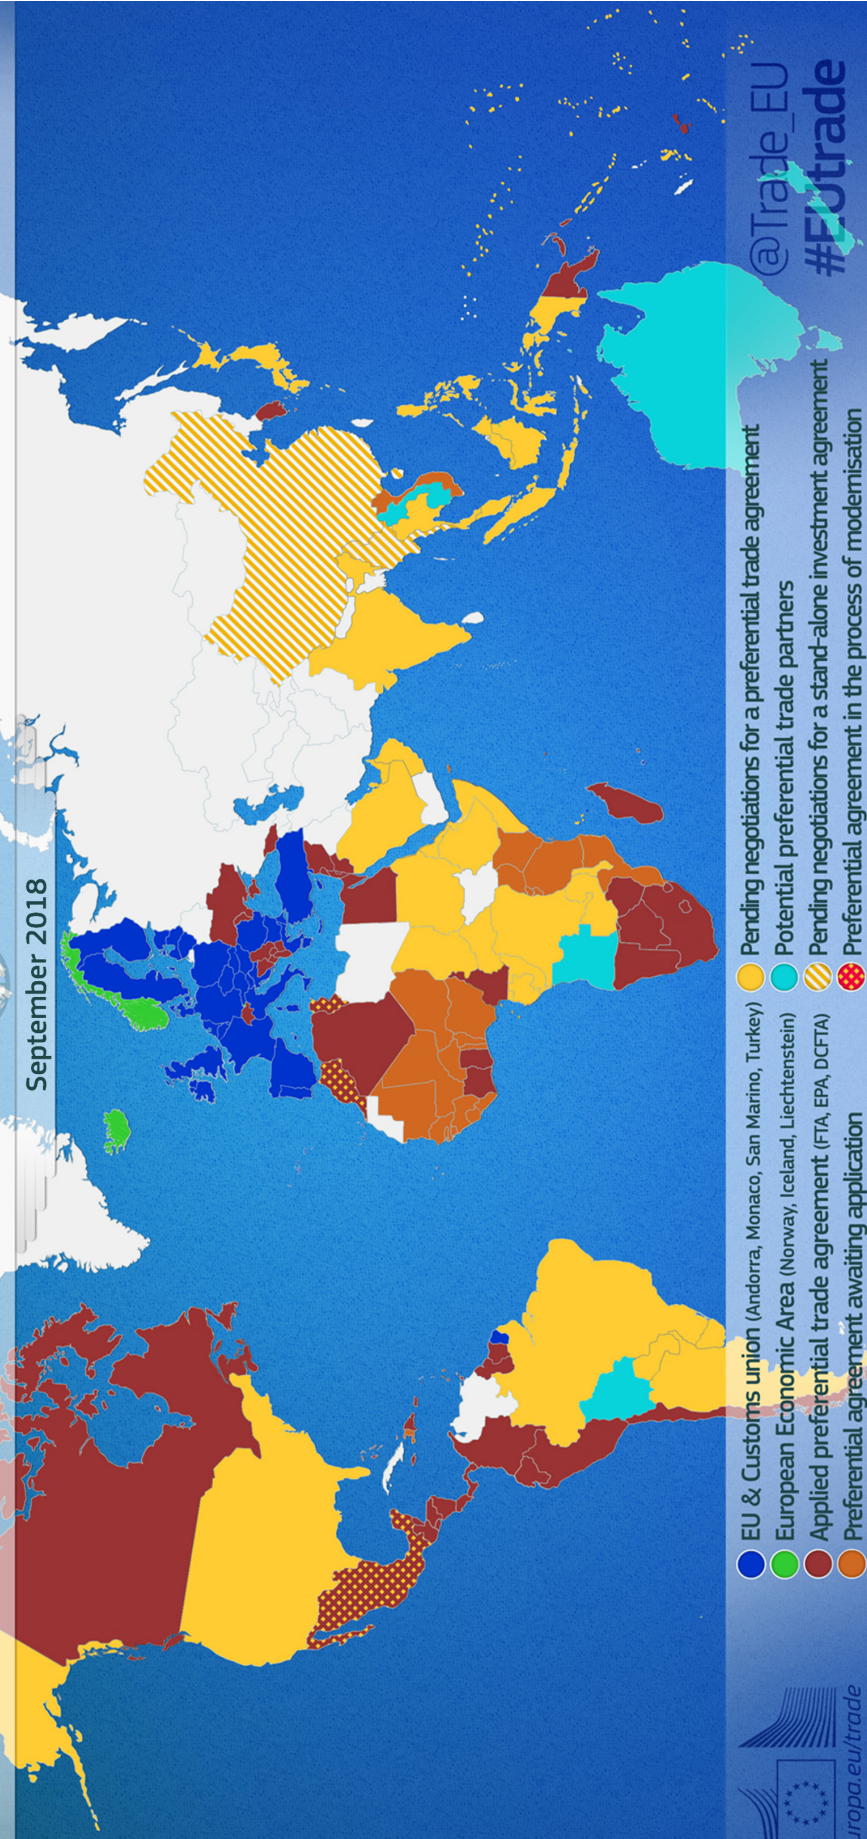 September 2018
EU & Customs union (Andorra, Monaco, San Marino, Turkey)
European Economic Area (Norway, Iceland, Liechtenstein)
Applied preferential trade agreement (FTA, EPA, DCFTA)
Preferential agreement awaiting application
Pending negotiations for a preferential trade agreement
Potential preferential trade partners
Pending negotiations for a stand-alone investment agreement
Preferential agreement in the process of modernisation
@Trade_EU
#EUtrade
ropa.eu/trade